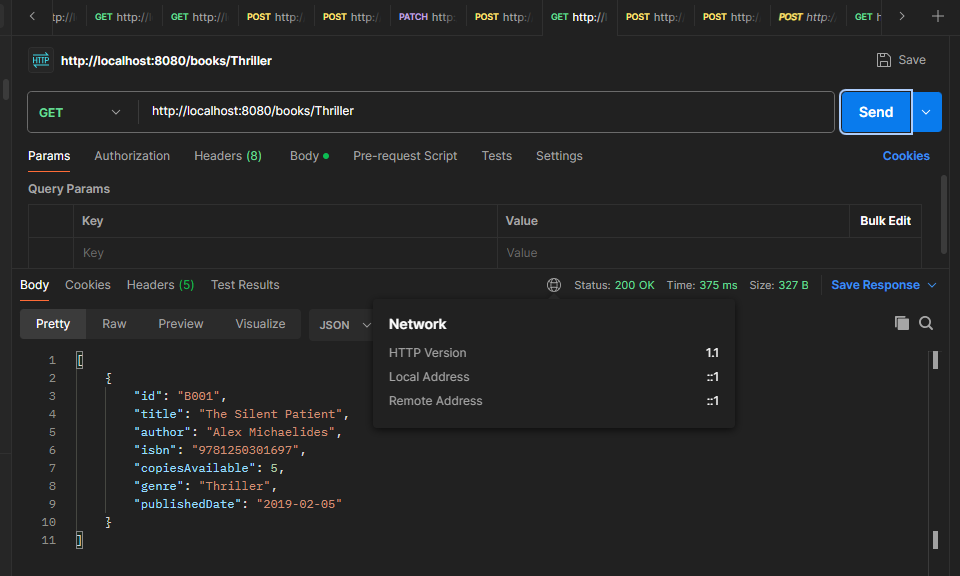 GET http://l GET http://l POST http:/ POST http:/ PATCH http: POST http:/ GET http://l POST http:/ POST http:/ POST http:/ GET
HTTP http://localhost:8080/books/Thriller Save
GET http://localhost:8080/books/Thriller Send
Params Authorization Headers (8) Body Pre-request Script Tests Settings Cookies
Query Params
Key Value Bulk Edit
Key Value
Body Cookies Headers (5) Test Results Status: 200 OK Time: 375 ms Size: 327 B Save Response
Pretty Raw Preview Visualize JSON
Network
HTTP Version 1.1
Local Address ::1
Remote Address ::1
1 [
2 {
3 "id": "B001",
4 "title": "The Silent Patient",
5 "author": "Alex Michaelides",
6 "isbn": "9781250301697",
7 "copiesAvailable": 5,
8 "genre": "Thriller",
9 "publishedDate": "2019-02-05"
10 }
11 ]